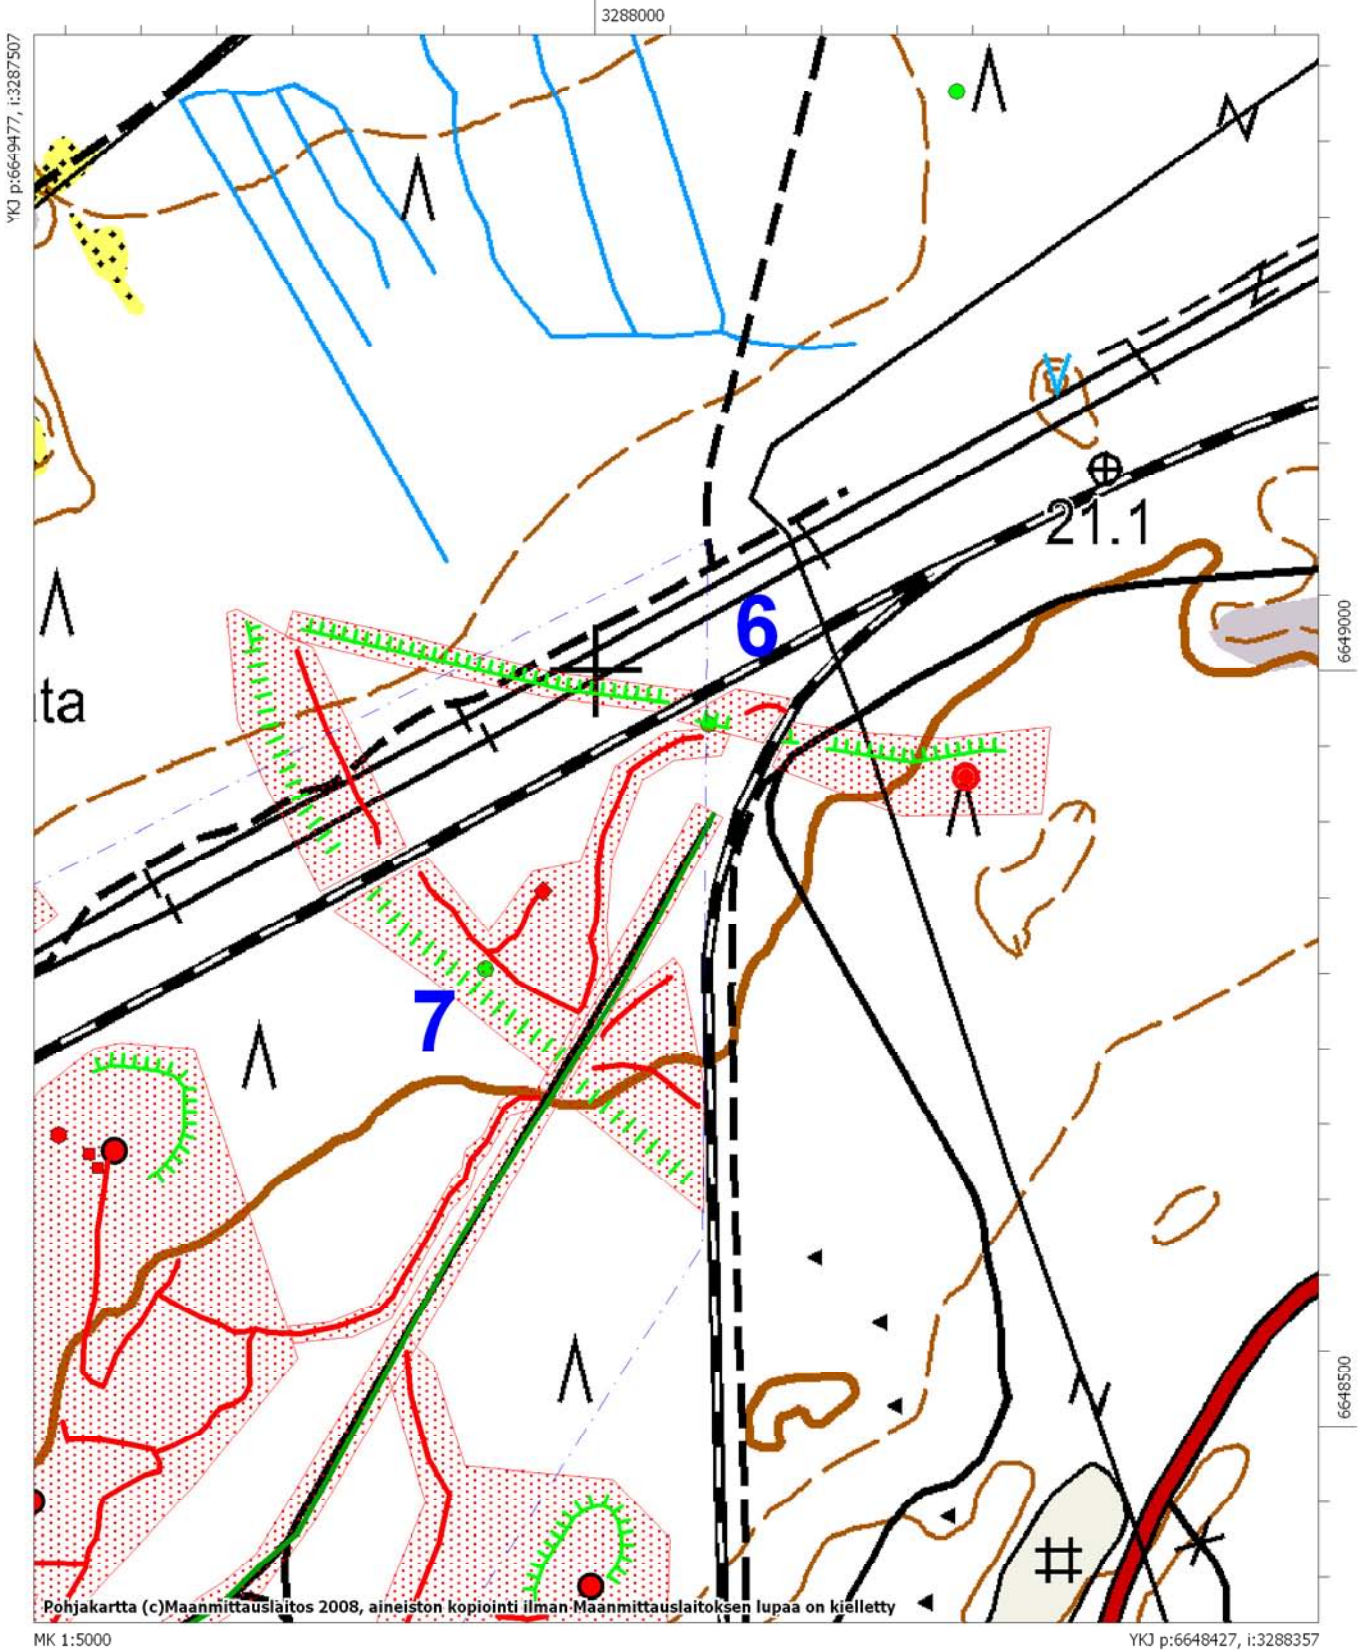 3288000
YKJ p:6649477, i:3287507
21.1
6
6649000
ta
7
6648500
Pohjakartta (c)Maanmittauslaitos 2008, aineiston kopiointi ilman Maanmittauslaitoksen lupaa on kielletty
MK 1:5000
YKJ p:6648427, i:3288357